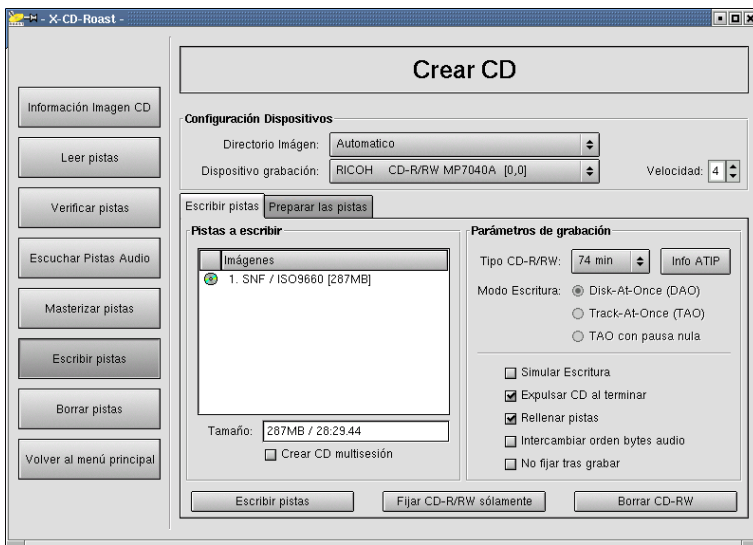 - X-CD-Roast -
Crear CD
Información Imagen CD
Leer pistas
Verificar pistas
Escuchar Pistas Audio
Masterizar pistas
Escribir pistas
Borrar pistas
Volver al menú principal
Configuración Dispositivos
Directorio Imágen: Automatico
Dispositivo grabación: RICOH CD-R/RW MP7040A [0,0] Velocidad: 4
Escribir pistas Preparar las pistas
Pistas a escribir
Imágenes
1. SNF / ISO9660 [287MB]
Tamaño: 287MB / 28:29.44
Crear CD multisesión
Parámetros de grabación
Tipo CD-R/RW: 74 min Info ATIP
Modo Escritura: Disk-At-Once (DAO)
Track-At-Once (TAO)
TAO con pausa nula
Simular Escritura
Expulsar CD al terminar
Rellenar pistas
Intercambiar orden bytes audio
No fijar tras grabar
Escribir pistas Fijar CD-R/RW sólamente Borrar CD-RW